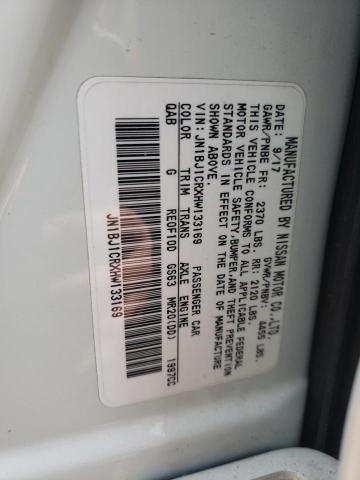 MANUFACTURED BY NISSAN MOTOR CO.,LTD.
DATE: 9/17 GVWR/PNBV: 4455 LBS.
GAWR/PNBE FR: 2370 LBS. RR: 2120 LBS.
THIS VEHICLE CONFORMS TO ALL APPLICABLE FEDERAL
MOTOR VEHICLE SAFETY,BUMPER,AND THEFT PREVENTION
STANDARDS IN EFFECT ON THE DATE OF MANUFACTURE
SHOWN ABOVE.
VIN:JN1BJ1CRXHW133169 PASSENGER CAR
COLOR TRIM TRANS AXLE ENGINE
QAB G RE0F10D GS63 MR20(DD) 1997CC
JN1BJ1CRXHW133169